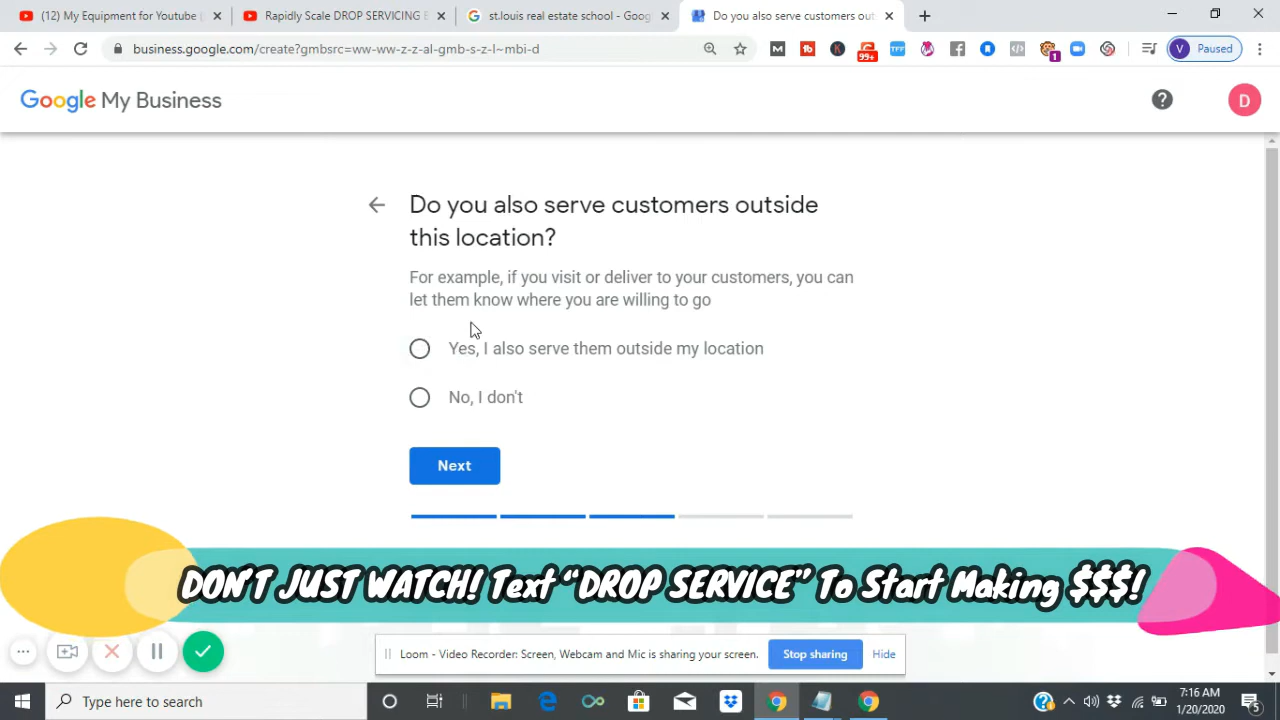 (12) My Equipment for Youtube (
Rapidly Scale DROP SERVICING B
st.louis real estate school - Goog
Do you also serve customers out
business.google.com/create?gmbsrc=ww-ww-z-z-al-gmb-s-z-l~mbi-d
99+
TFF
1
V Paused
Google My Business
D
Do you also serve customers outside
this location?
For example, if you visit or deliver to your customers, you can
let them know where you are willing to go
Yes, I also serve them outside my location
No, I don't
Next
DON'T JUST WATCH! Text “DROP SERVICE” To Start Making $$$!
Loom - Video Recorder: Screen, Webcam and Mic is sharing your screen.
Stop sharing
Hide
Type here to search
7:16 AM
1/20/2020
5